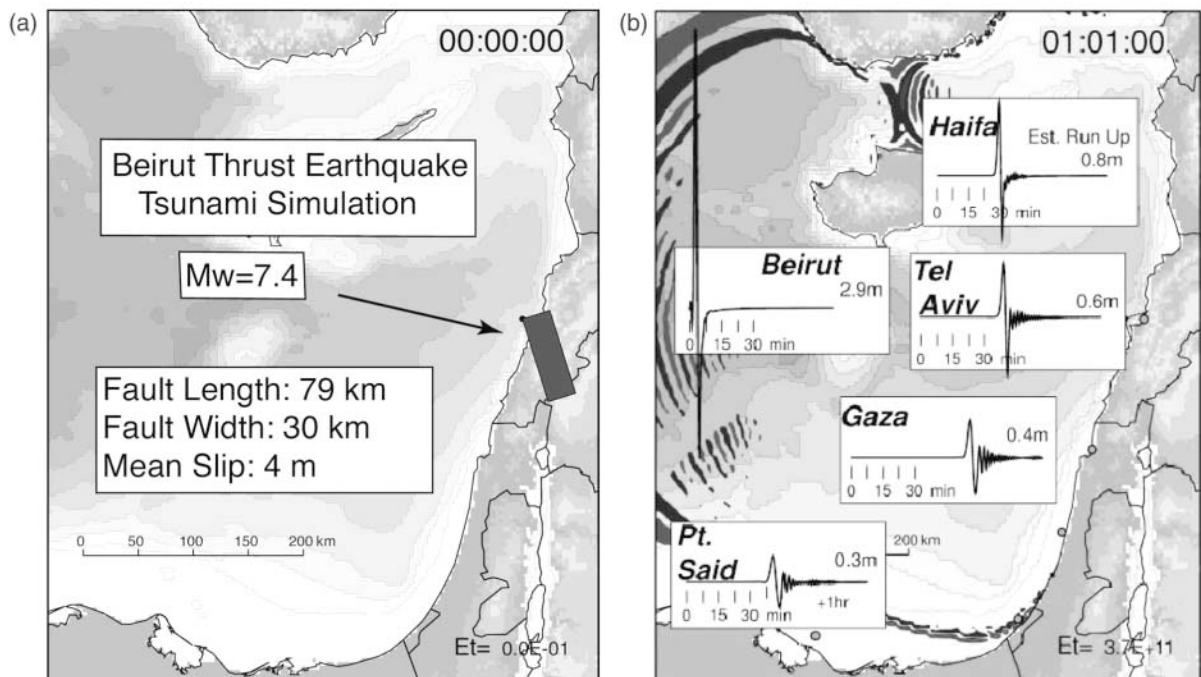 (a)
00:00:00
Beirut Thrust Earthquake
Tsunami Simulation
Mw=7.4
Fault Length: 79 km
Fault Width: 30 km
Mean Slip: 4 m
0 50 100 200 km
Et= 0.0E-01
(b)
01:01:00
Haifa
Est. Run Up
0.8m
0 15 30 min
Beirut
2.9m
0 15 30 min
Tel
Aviv
0.6m
0 15 30 min
Gaza
0.4m
0 15 30 min
Pt.
Said
0.3m
0 15 30 min +1hr
200 km
Et= 3.7E+11